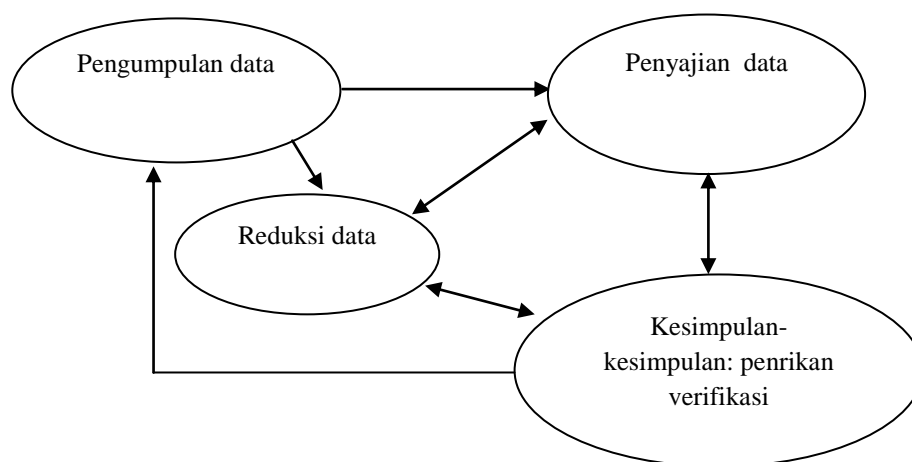 Pengumpulan data
Penyajian data
Reduksi data
Kesimpulan-
kesimpulan: penrikan
verifikasi